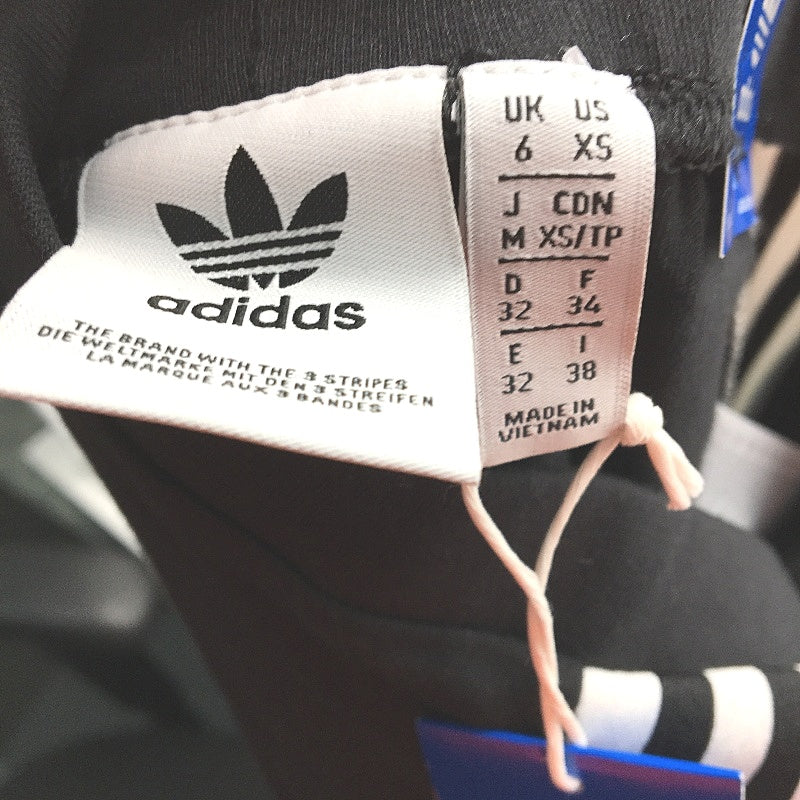 adidas
THE BRAND WITH THE 3 STRIPES
DIE WELTMARKE MIT DEN 3 STREIFEN
LA MARQUE AUX 3 BANDES
UK US
6 XS
J CDN
M XS/TP
D F
32 34
E I
32 38
MADE IN
VIETNAM